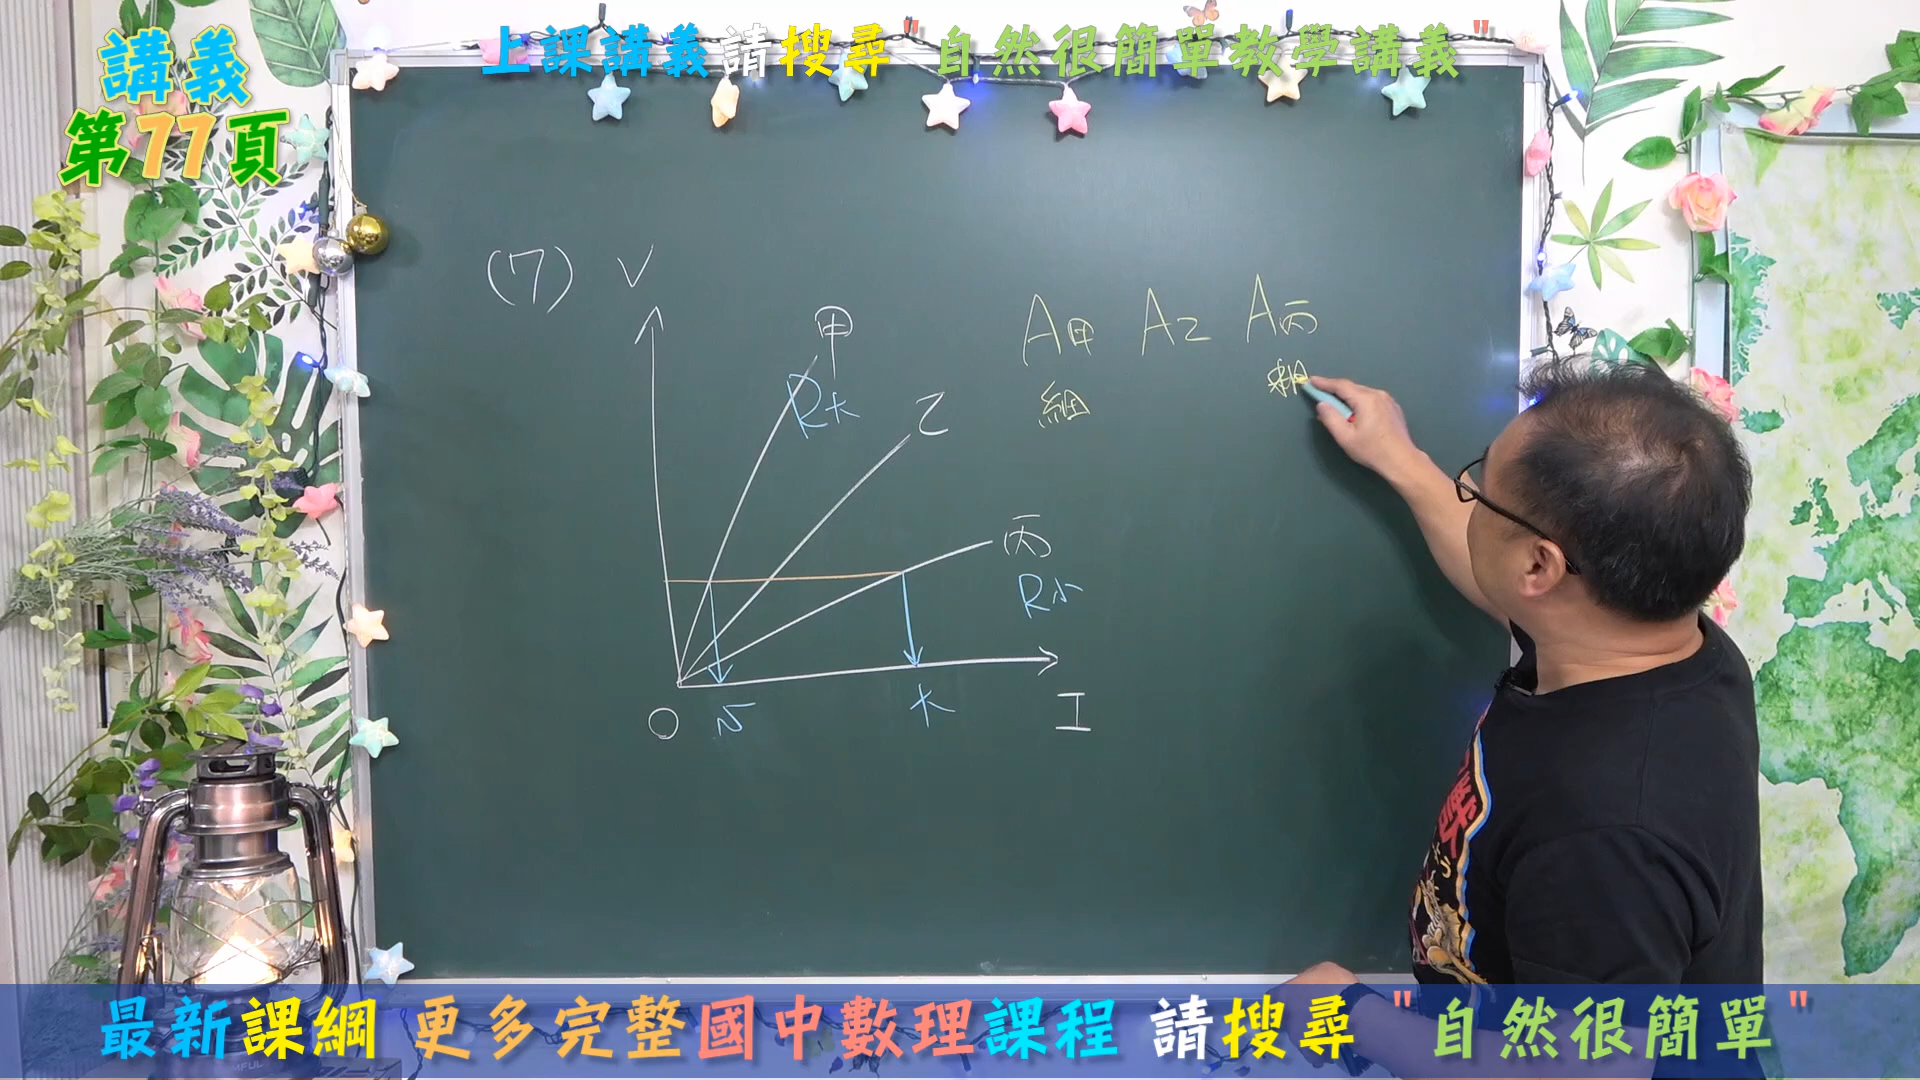 上課講義請搜尋"自然很簡單教學講義"
講義
第77頁
(7) V
甲
R大
乙
丙
R小
O 小 大 I
A甲 A乙 A丙
細 粗
最新課綱 更多完整國中數理課程 請搜尋 "自然很簡單"